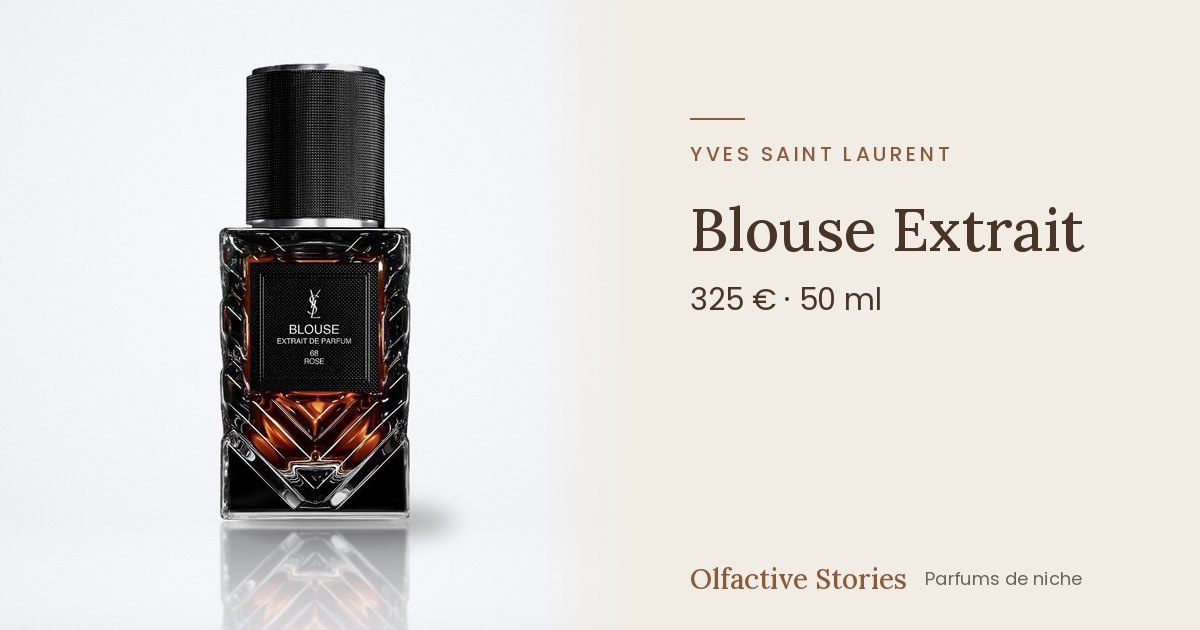 YSL
BLOUSE
EXTRAIT DE PARFUM
68
ROSE
YVES SAINT LAURENT
Blouse Extrait
325 € · 50 ml
Olfactive Stories Parfums de niche